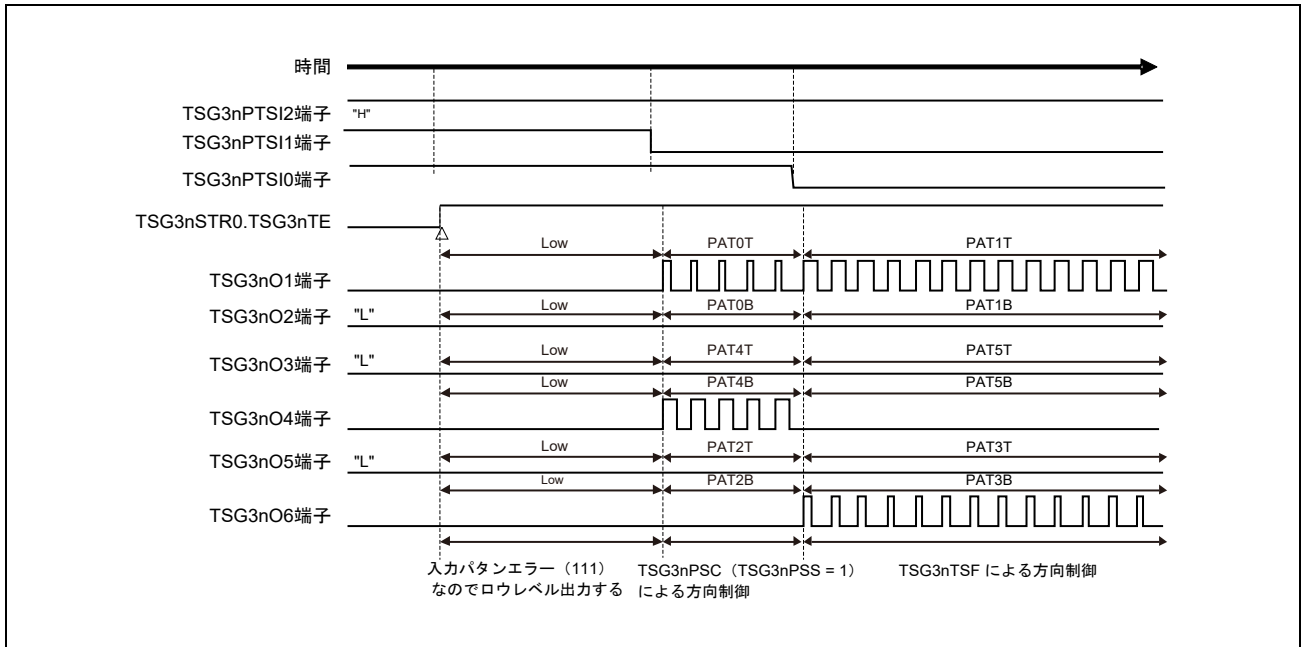 時間
TSG3nPTSI2端子 "H"
TSG3nPTSI1端子
TSG3nPTSI0端子
TSG3nSTR0.TSG3nTE
Low PAT0T PAT1T
TSG3nO1端子
Low PAT0B PAT1B
TSG3nO2端子 "L"
Low PAT4T PAT5T
TSG3nO3端子 "L"
Low PAT4B PAT5B
TSG3nO4端子
Low PAT2T PAT3T
TSG3nO5端子 "L"
Low PAT2B PAT3B
TSG3nO6端子
入力パタンエラー（111）
なのでロウレベル出力する
TSG3nPSC（TSG3nPSS = 1）
による方向制御
TSG3nTSF による方向制御